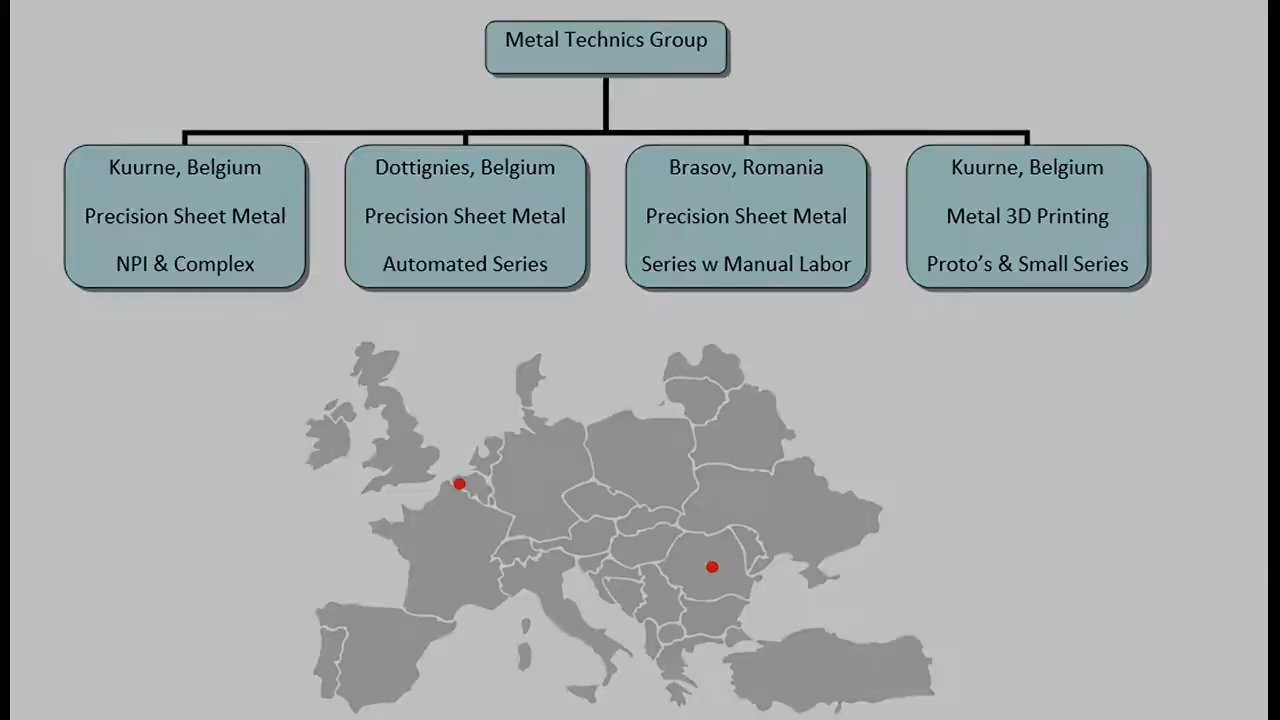 Metal Technics Group
Kuurne, Belgium
Precision Sheet Metal
NPI & Complex
Dottignies, Belgium
Precision Sheet Metal
Automated Series
Brasov, Romania
Precision Sheet Metal
Series w Manual Labor
Kuurne, Belgium
Metal 3D Printing
Proto’s & Small Series